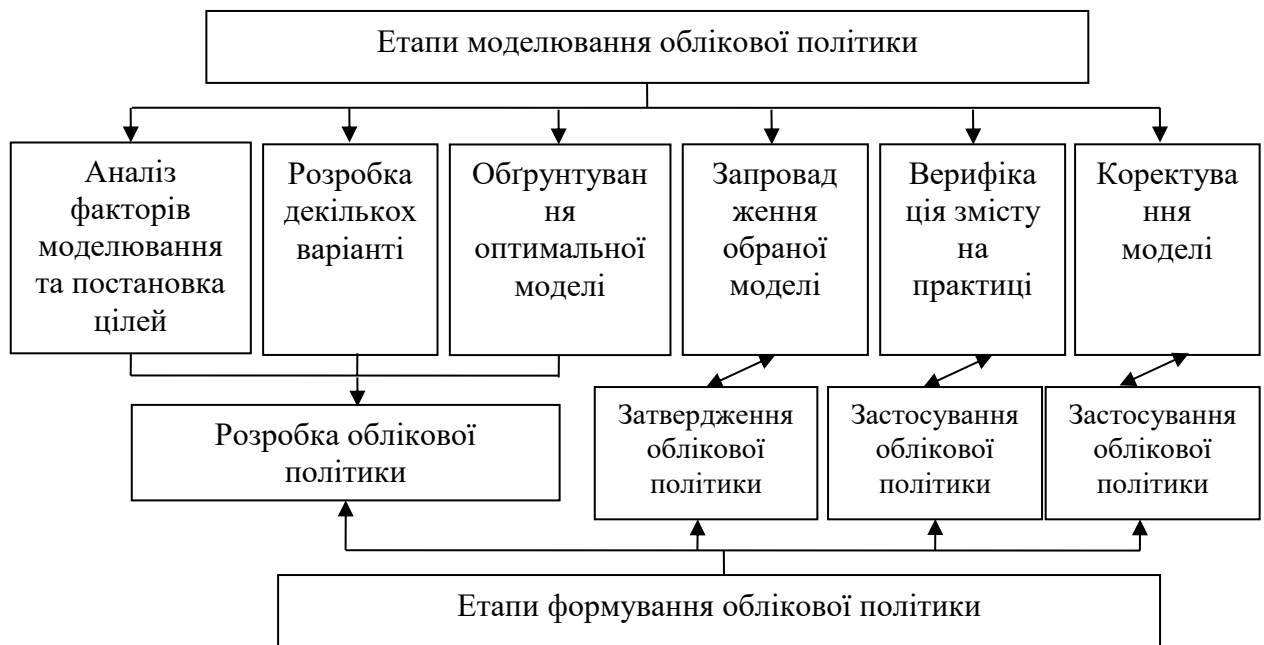 Етапи моделювання облікової політики
Аналіз
факторів
моделювання
та постановка
цілей
Розробка
декількох
варіанті
Обґрунтуван
ня
оптимальної
моделі
Запровад
ження
обраної
моделі
Верифіка
ція змісту
на
практиці
Коректува
ння
моделі
Розробка облікової
політики
Затвердження
облікової
політики
Застосування
облікової
політики
Застосування
облікової
політики
Етапи формування облікової політики